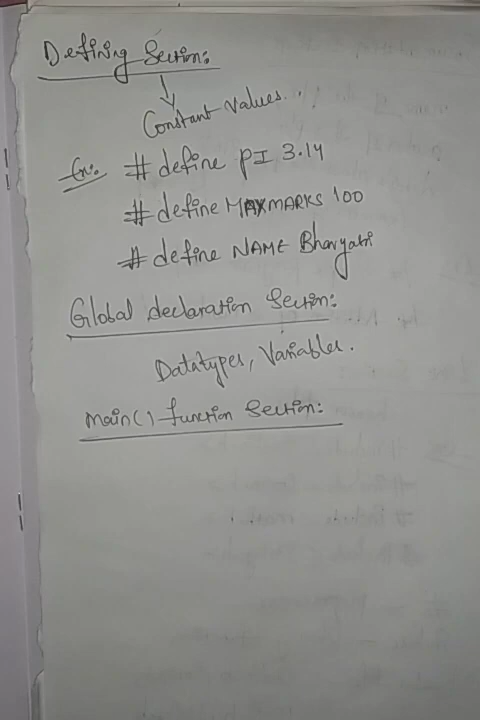 Defining Section:
Constant Values..
Ex:. # define PI 3.14
# define MAXMARKS 100
# define NAME Bhavyasri
Global declaration Section:
Datatypes, Variables.
Main() function Section: